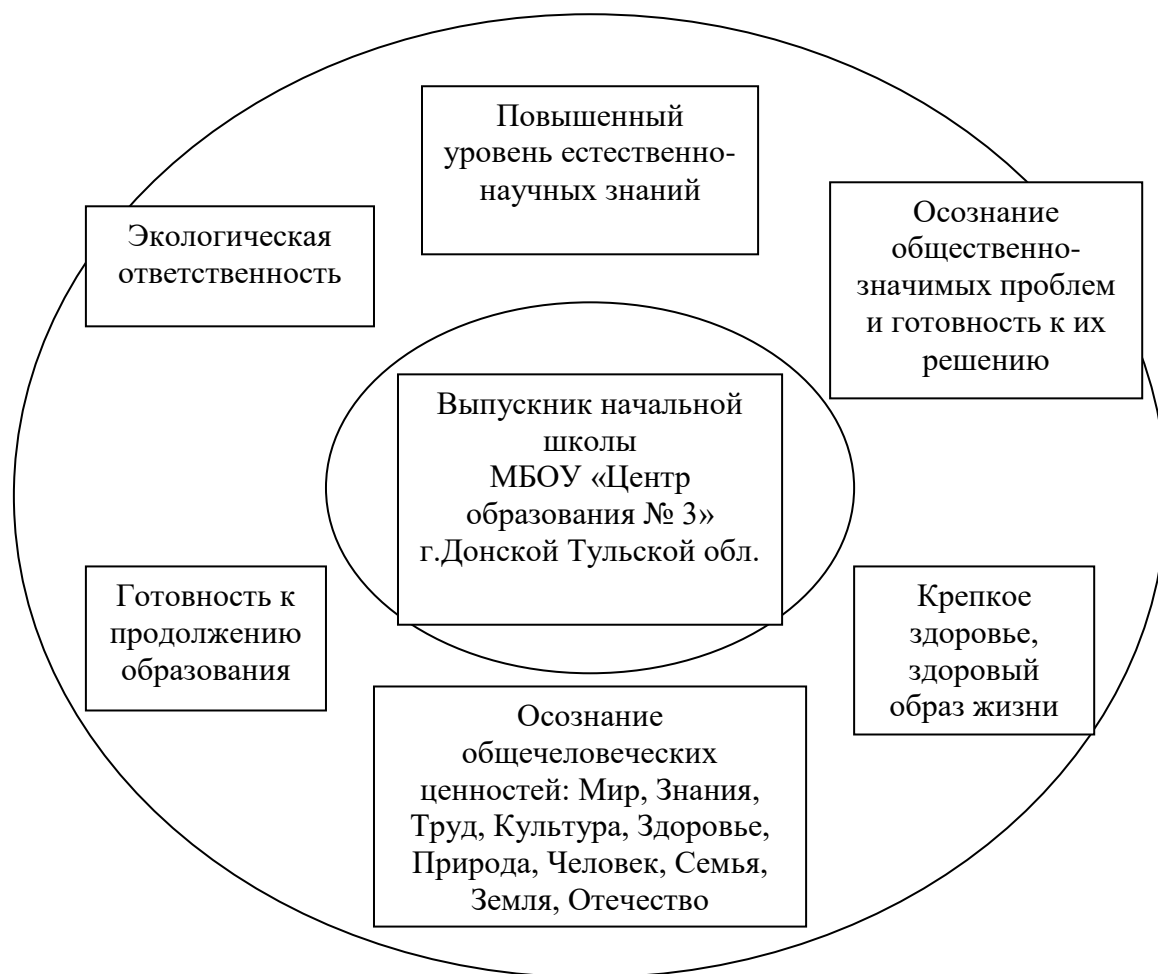 Повышенный
уровень естественно-
научных знаний
Экологическая
ответственность
Осознание
общественно-
значимых проблем
и готовность к их
решению
Выпускник начальной
школы
МБОУ «Центр
образования № 3»
г.Донской Тульской обл.
Готовность к
продолжению
образования
Крепкое
здоровье,
здоровый
образ жизни
Осознание
общечеловеческих
ценностей: Мир, Знания,
Труд, Культура, Здоровье,
Природа, Человек, Семья,
Земля, Отечество